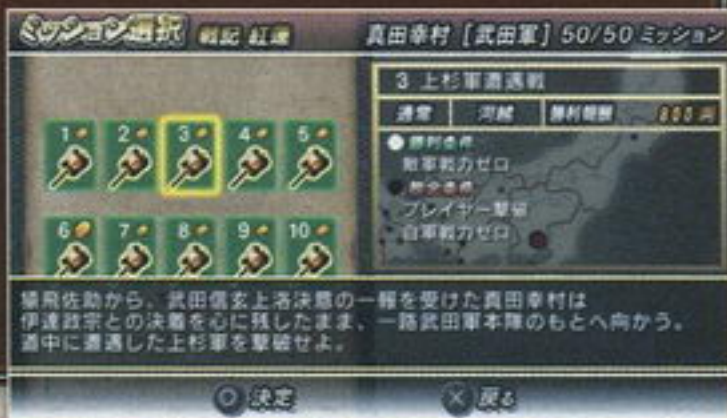 ミッション選択 戦記 紅蓮 真田幸村 [武田軍] 50/50 ミッション
3 上杉軍遭遇戦
通常 河越 勝利報酬 800 両
勝利条件
敵軍戦力ゼロ
敗北条件
プレイヤー撃破
自軍戦力ゼロ
1 2 3 4 5
6 7 8 9 10
猿飛佐助から、武田信玄上洛決意の一報を受けた真田幸村は
伊達政宗との決着を心に残したまま、一路武田軍本隊のもとへ向かう。
道中に遭遇した上杉軍を撃破せよ。
○ 決定 × 戻る